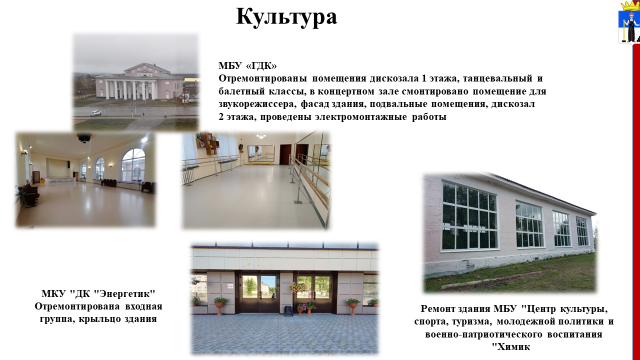 Культура
МБУ «ГДК»
Отремонтированы помещения дискозала 1 этажа, танцевальный и
балетный классы, в концертном зале смонтировано помещение для
звукорежиссера, фасад здания, подвальные помещения, дискозал
2 этажа, проведены электромонтажные работы
МКУ "ДК "Энергетик"
Отремонтирована входная
группа, крыльцо здания
Ремонт здания МБУ "Центр культуры,
спорта, туризма, молодежной политики и
военно-патриотического воспитания
"Химик